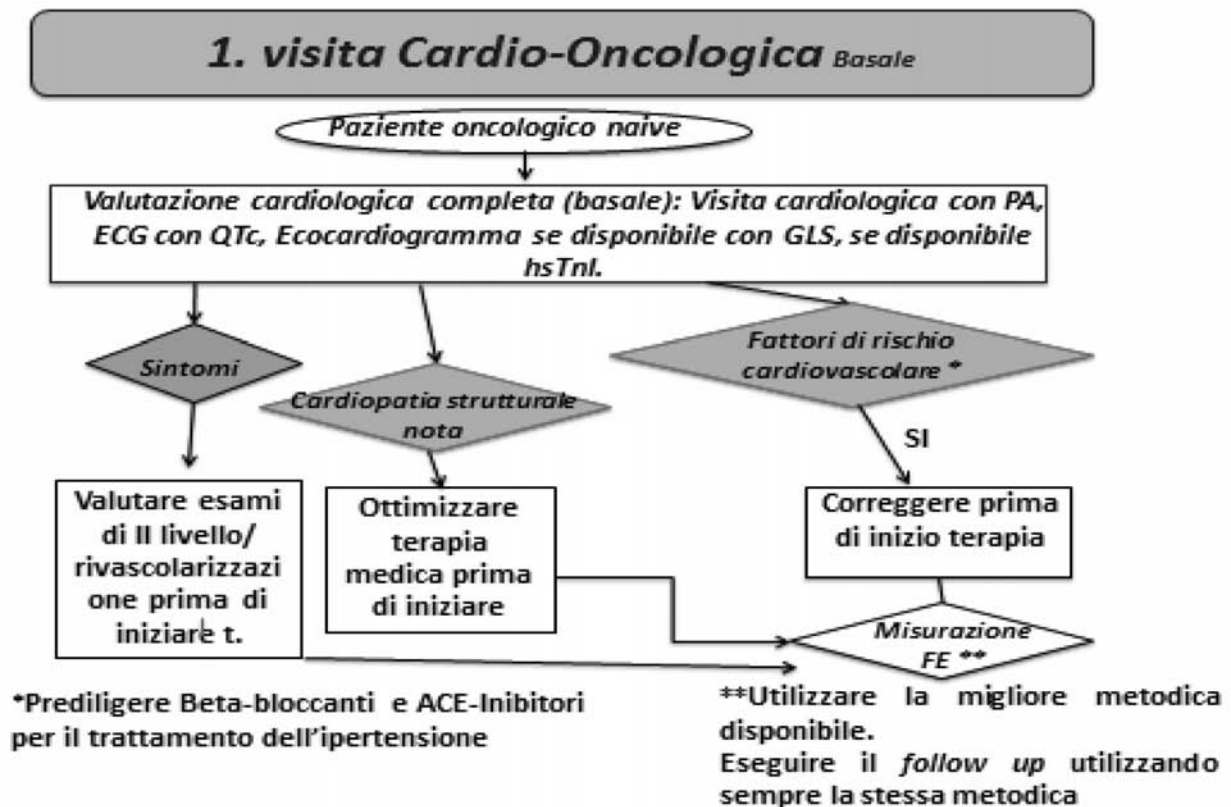 1. visita Cardio-Oncologica Basale
Paziente oncologico naive
Valutazione cardiologica completa (basale): Visita cardiologica con PA,
ECG con QTc, Ecocardiogramma se disponibile con GLS, se disponibile
hsTnI.
Sintomi
Cardiopatia strutturale
nota
Fattori di rischio
cardiovascolare *
SI
Valutare esami
di II livello/
rivascolarizzazi
one prima di
iniziare t.
Ottimizzare
terapia
medica prima
di iniziare
Correggere prima
di inizio terapia
Misurazione
FE **
*Prediligere Beta-bloccanti e ACE-Inibitori
per il trattamento dell'ipertensione
**Utilizzare la migliore metodica
disponibile.
Eseguire il follow up utilizzando
sempre la stessa metodica